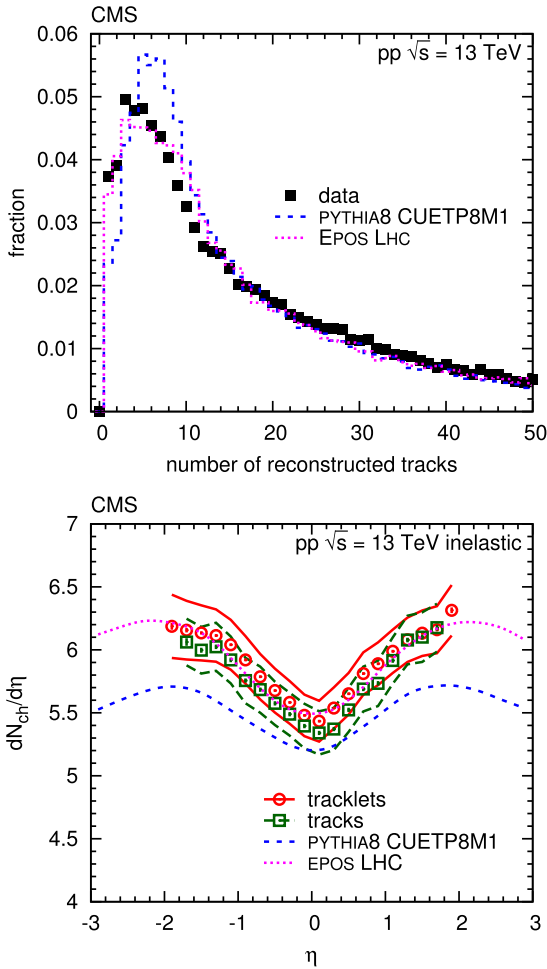 CMS
pp √s = 13 TeV
0.06
0.05
0.04
0.03
0.02
0.01
0
fraction
data
PYTHIA8 CUETP8M1
EPOS LHC
0 10 20 30 40 50
number of reconstructed tracks
CMS
pp √s = 13 TeV inelastic
7
6.5
6
5.5
5
4.5
4
dNch/dη
tracklets
tracks
PYTHIA8 CUETP8M1
EPOS LHC
-3 -2 -1 0 1 2 3
η